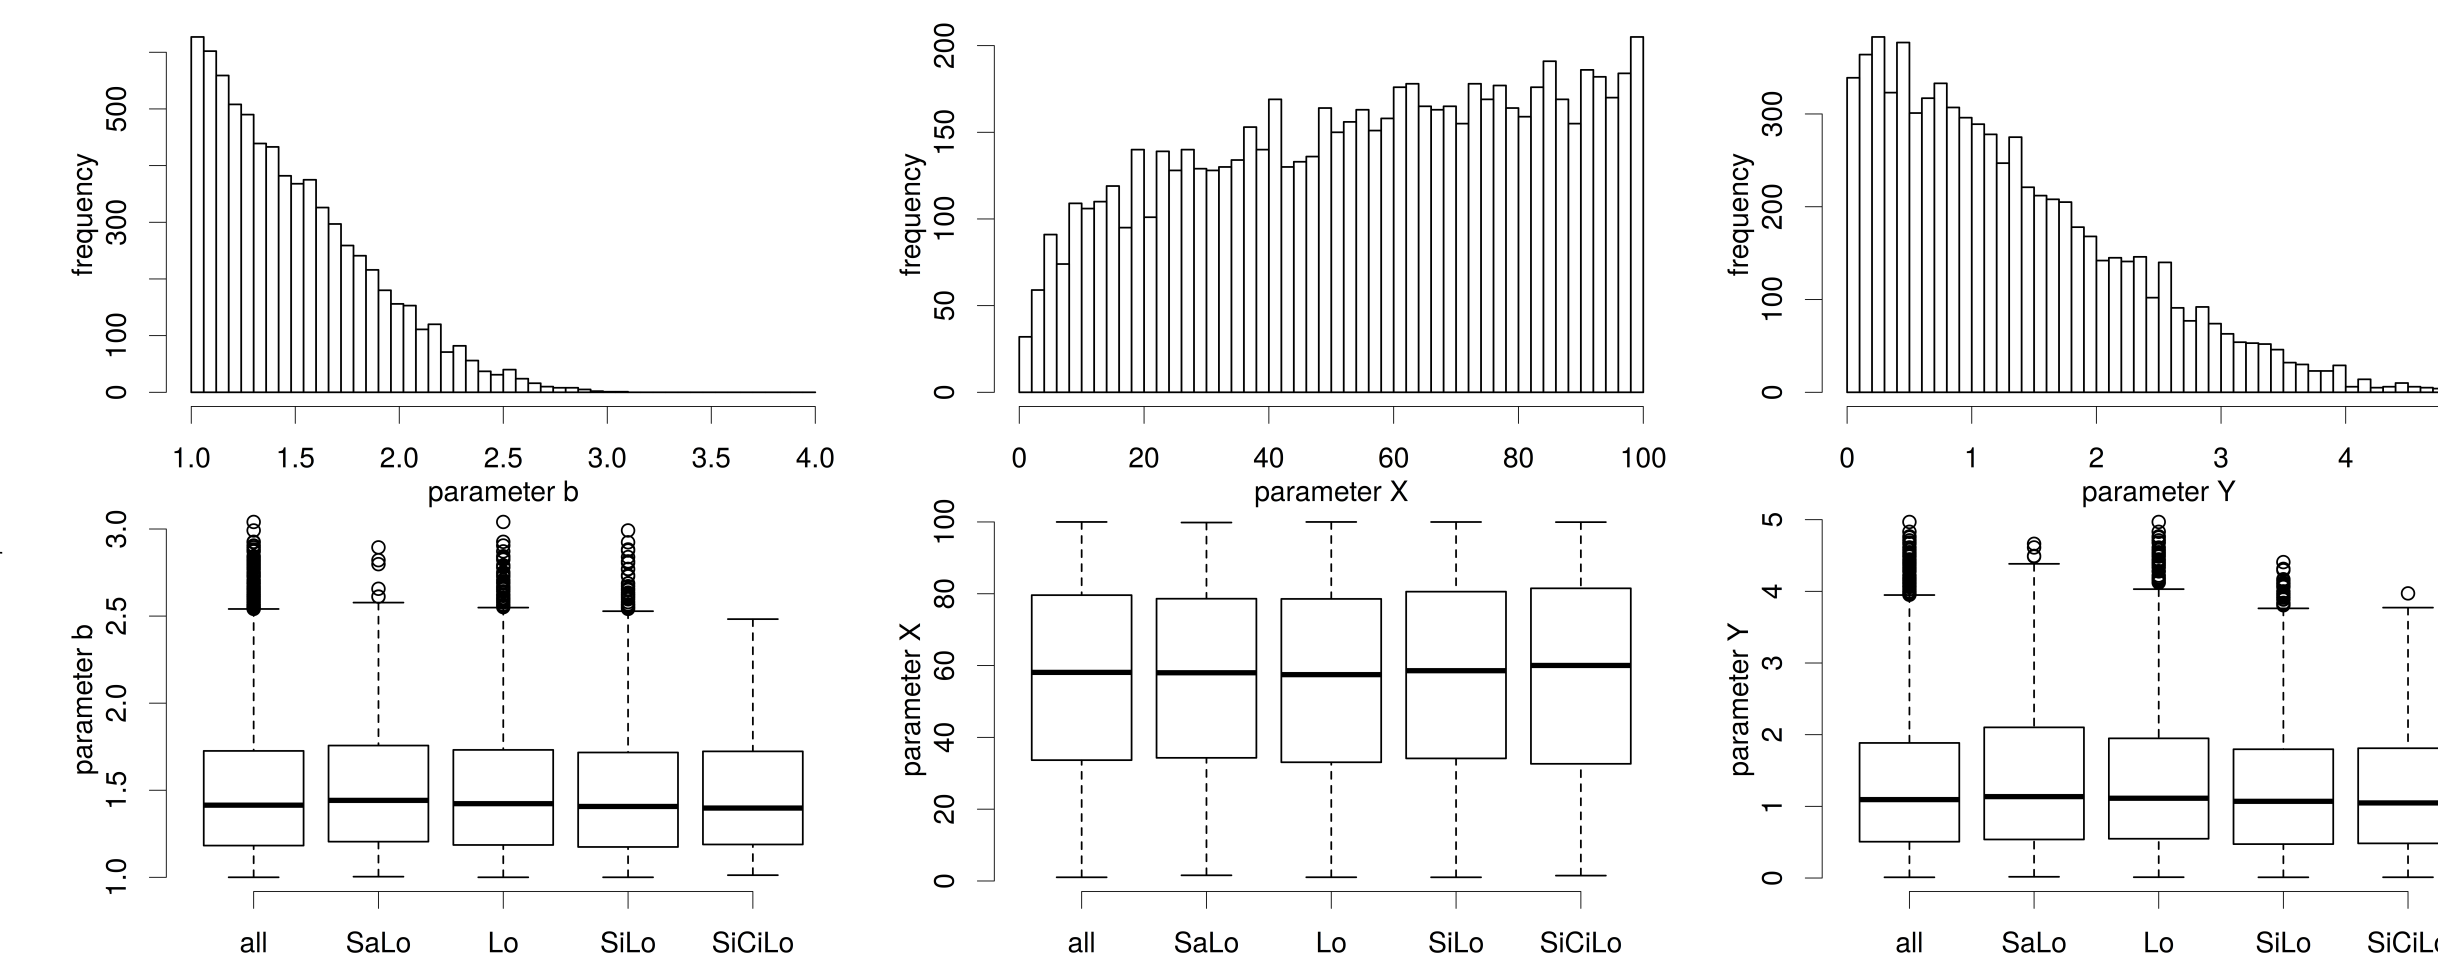 frequency
0 100 300 500
1.0 1.5 2.0 2.5 3.0 3.5 4.0
parameter b
frequency
0 50 100 150 200
0 20 40 60 80 100
parameter X
frequency
0 100 200 300
0 1 2 3 4
parameter Y
parameter b
1.0 1.5 2.0 2.5 3.0
all SaLo Lo SiLo SiCiLo
parameter X
0 20 40 60 80 100
all SaLo Lo SiLo SiCiLo
parameter Y
0 1 2 3 4 5
all SaLo Lo SiLo SiCiLo